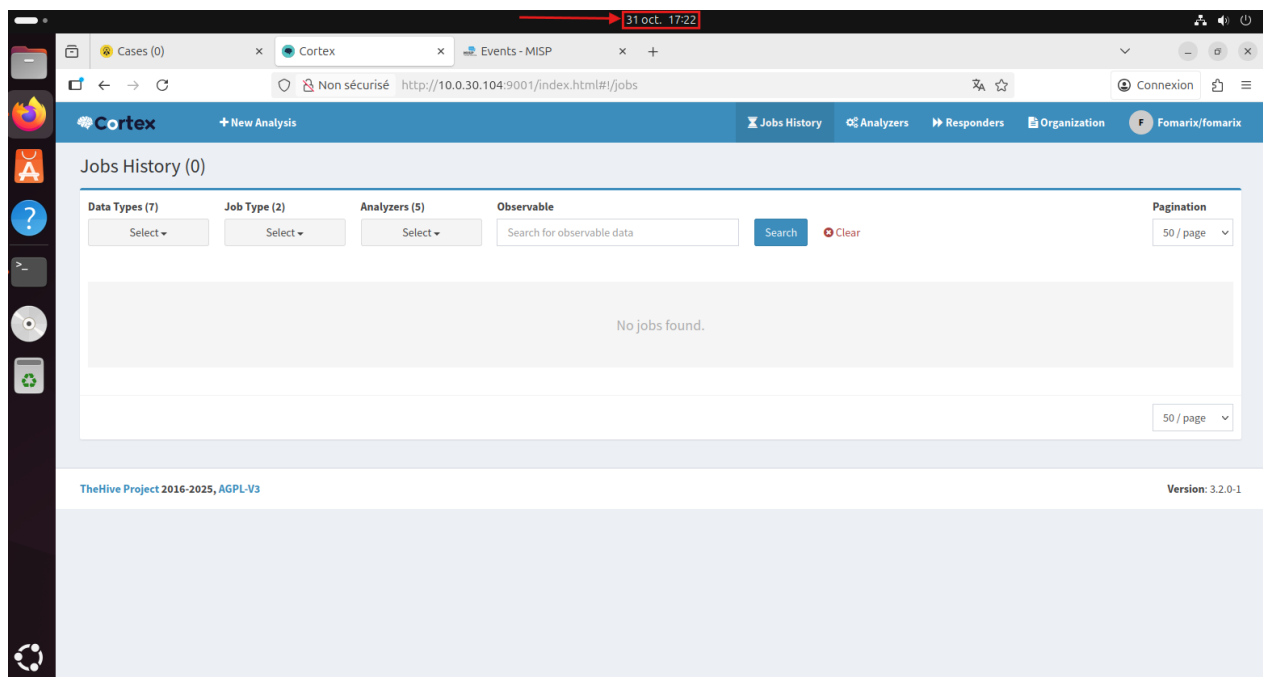 31 oct. 17:22
Cases (0)
Cortex
Events - MISP
Non sécurisé http://10.0.30.104:9001/index.html#!/jobs
Connexion
Cortex
+ New Analysis
Jobs History
Analyzers
Responders
Organization
F Fomarix/fomarix
Jobs History (0)
Data Types (7)
Job Type (2)
Analyzers (5)
Observable
Pagination
Select
Select
Select
Search for observable data
Search
Clear
50 / page
No jobs found.
50 / page
TheHive Project 2016-2025, AGPL-V3
Version: 3.2.0-1